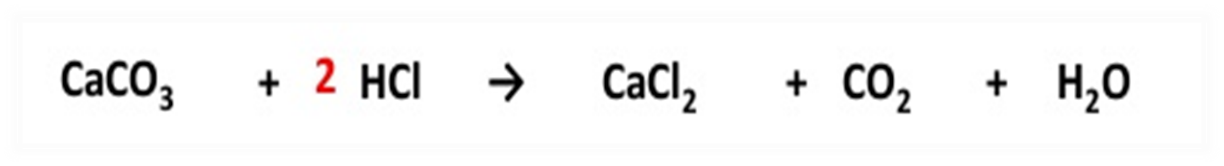 CaCO₃ + 2 HCl → CaCl₂ + CO₂ + H₂O